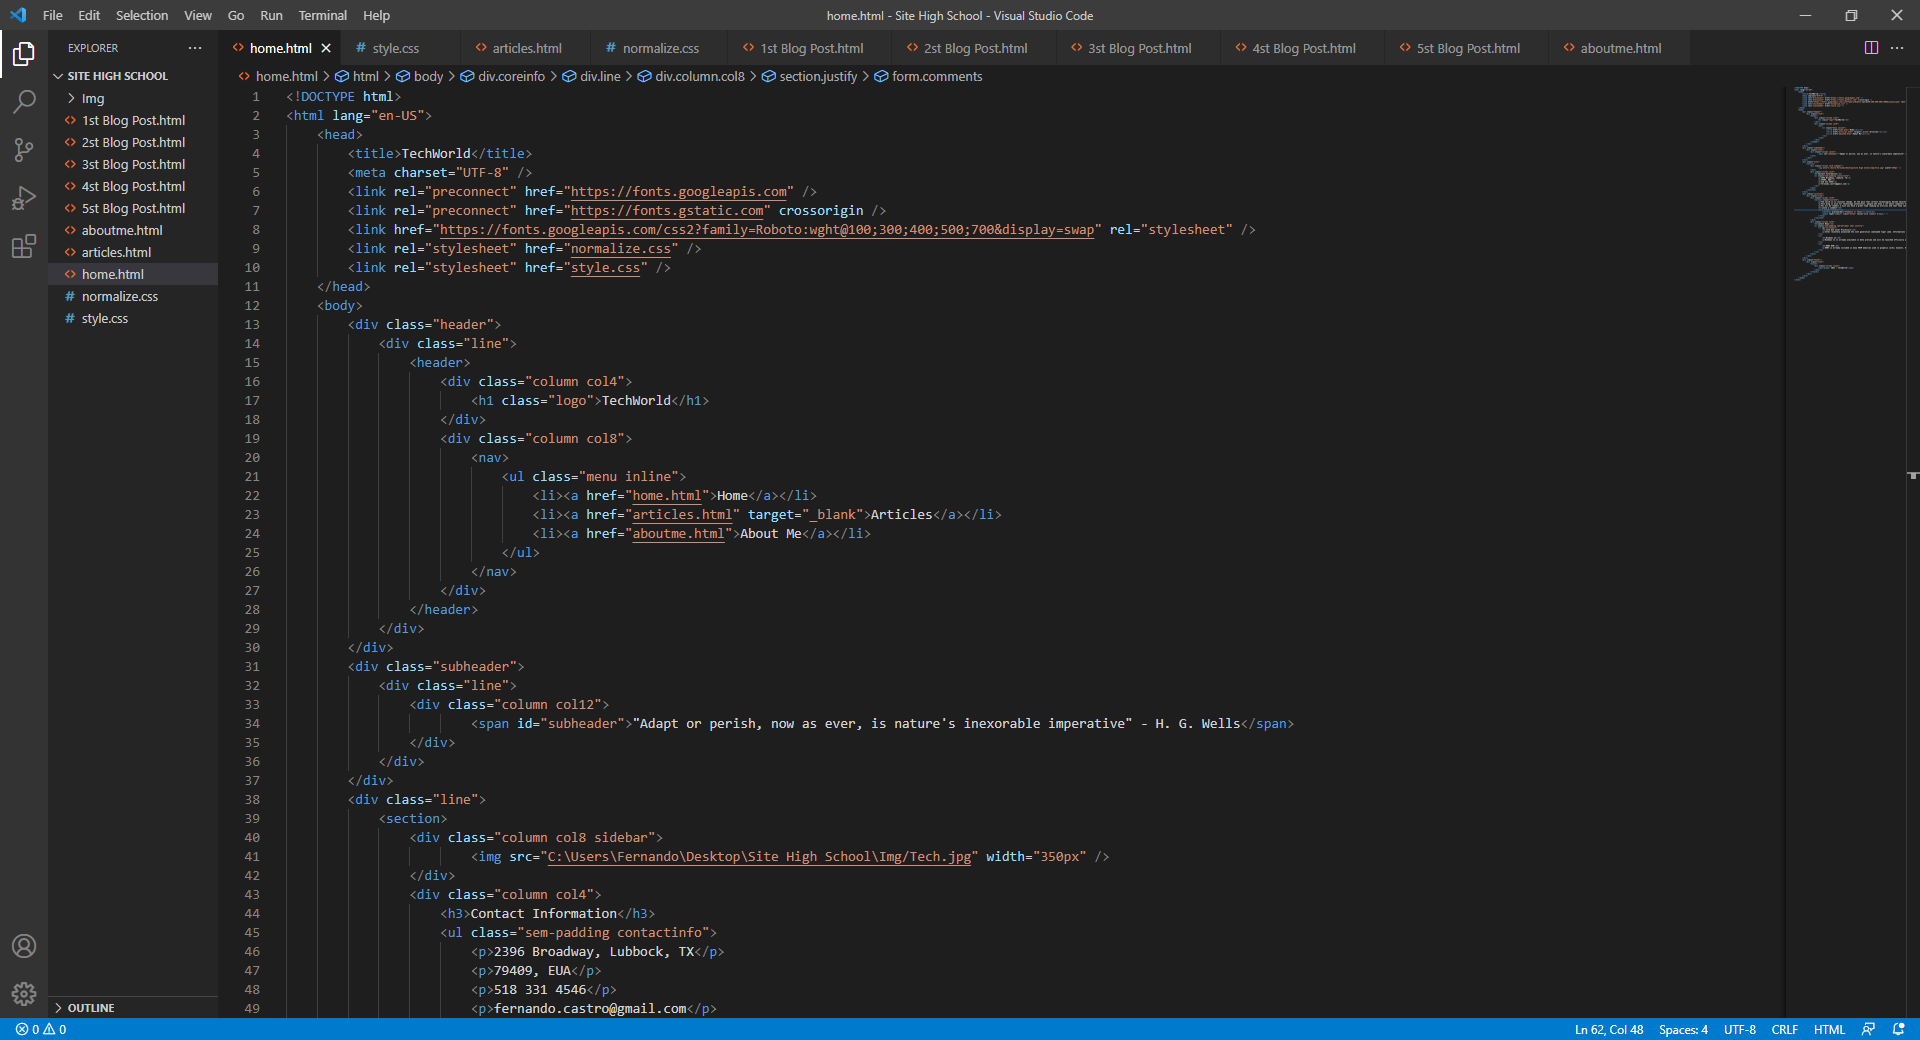 File Edit Selection View Go Run Terminal Help
home.html - Site High School - Visual Studio Code
EXPLORER
SITE HIGH SCHOOL
Img
1st Blog Post.html
2st Blog Post.html
3st Blog Post.html
4st Blog Post.html
5st Blog Post.html
aboutme.html
articles.html
home.html
normalize.css
style.css
OUTLINE
home.html style.css articles.html normalize.css 1st Blog Post.html 2st Blog Post.html 3st Blog Post.html 4st Blog Post.html 5st Blog Post.html aboutme.html
home.html > html > body > div.coreinfo > div.line > div.column.col8 > section.justify > form.comments
1 <!DOCTYPE html>
2 <html lang="en-US">
3 <head>
4 <title>TechWorld</title>
5 <meta charset="UTF-8" />
6 <link rel="preconnect" href="https://fonts.googleapis.com" />
7 <link rel="preconnect" href="https://fonts.gstatic.com" crossorigin />
8 <link href="https://fonts.googleapis.com/css2?family=Roboto:wght@100;300;400;500;700&display=swap" rel="stylesheet" />
9 <link rel="stylesheet" href="normalize.css" />
10 <link rel="stylesheet" href="style.css" />
11 </head>
12 <body>
13 <div class="header">
14 <div class="line">
15 <header>
16 <div class="column col4">
17 <h1 class="logo">TechWorld</h1>
18 </div>
19 <div class="column col8">
20 <nav>
21 <ul class="menu inline">
22 <li><a href="home.html">Home</a></li>
23 <li><a href="articles.html" target="_blank">Articles</a></li>
24 <li><a href="aboutme.html">About Me</a></li>
25 </ul>
26 </nav>
27 </div>
28 </header>
29 </div>
30 </div>
31 <div class="subheader">
32 <div class="line">
33 <div class="column col12">
34 <span id="subheader">"Adapt or perish, now as ever, is nature's inexorable imperative" - H. G. Wells</span>
35 </div>
36 </div>
37 </div>
38 <div class="line">
39 <section>
40 <div class="column col8 sidebar">
41 <img src="C:\Users\Fernando\Desktop\Site High School\Img/Tech.jpg" width="350px" />
42 </div>
43 <div class="column col4">
44 <h3>Contact Information</h3>
45 <ul class="sem-padding contactinfo">
46 <p>2396 Broadway, Lubbock, TX</p>
47 <p>79409, EUA</p>
48 <p>518 331 4546</p>
49 <p>fernando.castro@gmail.com</p>
0 0
Ln 62, Col 48 Spaces: 4 UTF-8 CRLF HTML